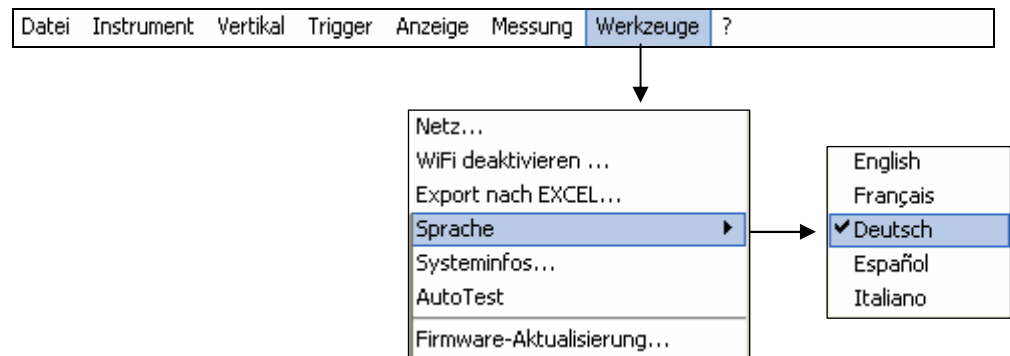 Datei Instrument Vertikal Trigger Anzeige Messung Werkzeuge ?
Netz...
WiFi deaktivieren ...
Export nach EXCEL...
Sprache
Systeminfos...
AutoTest
Firmware-Aktualisierung...
English
Français
Deutsch
Español
Italiano